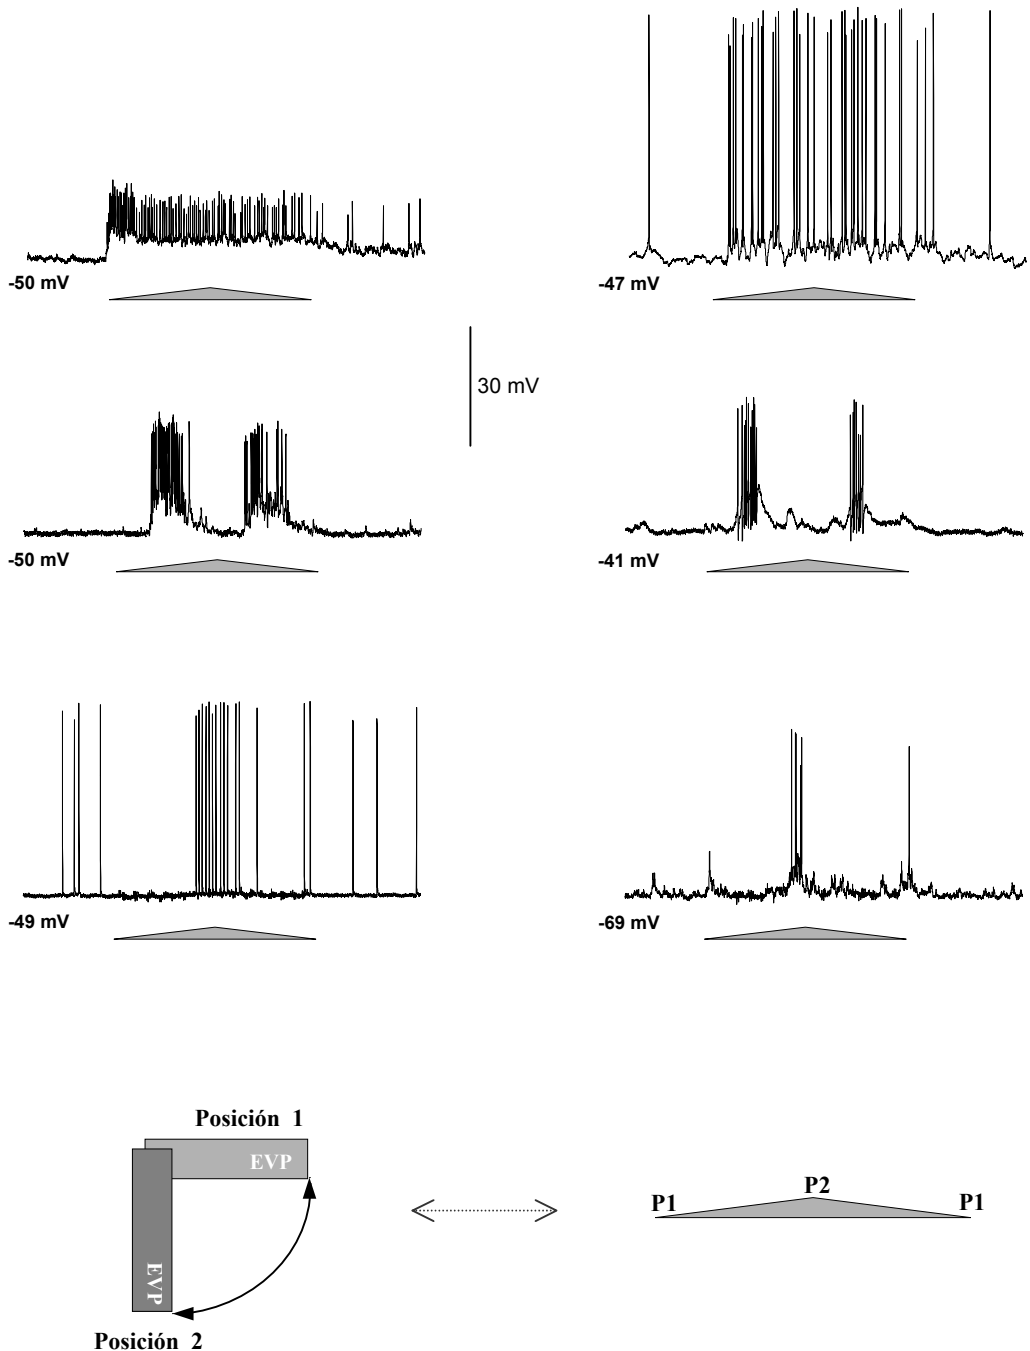 -50 mV
-47 mV
30 mV
-50 mV
-41 mV
-49 mV
-69 mV
Posición 1
EVP
P2
P1
P1
EVP
Posición 2